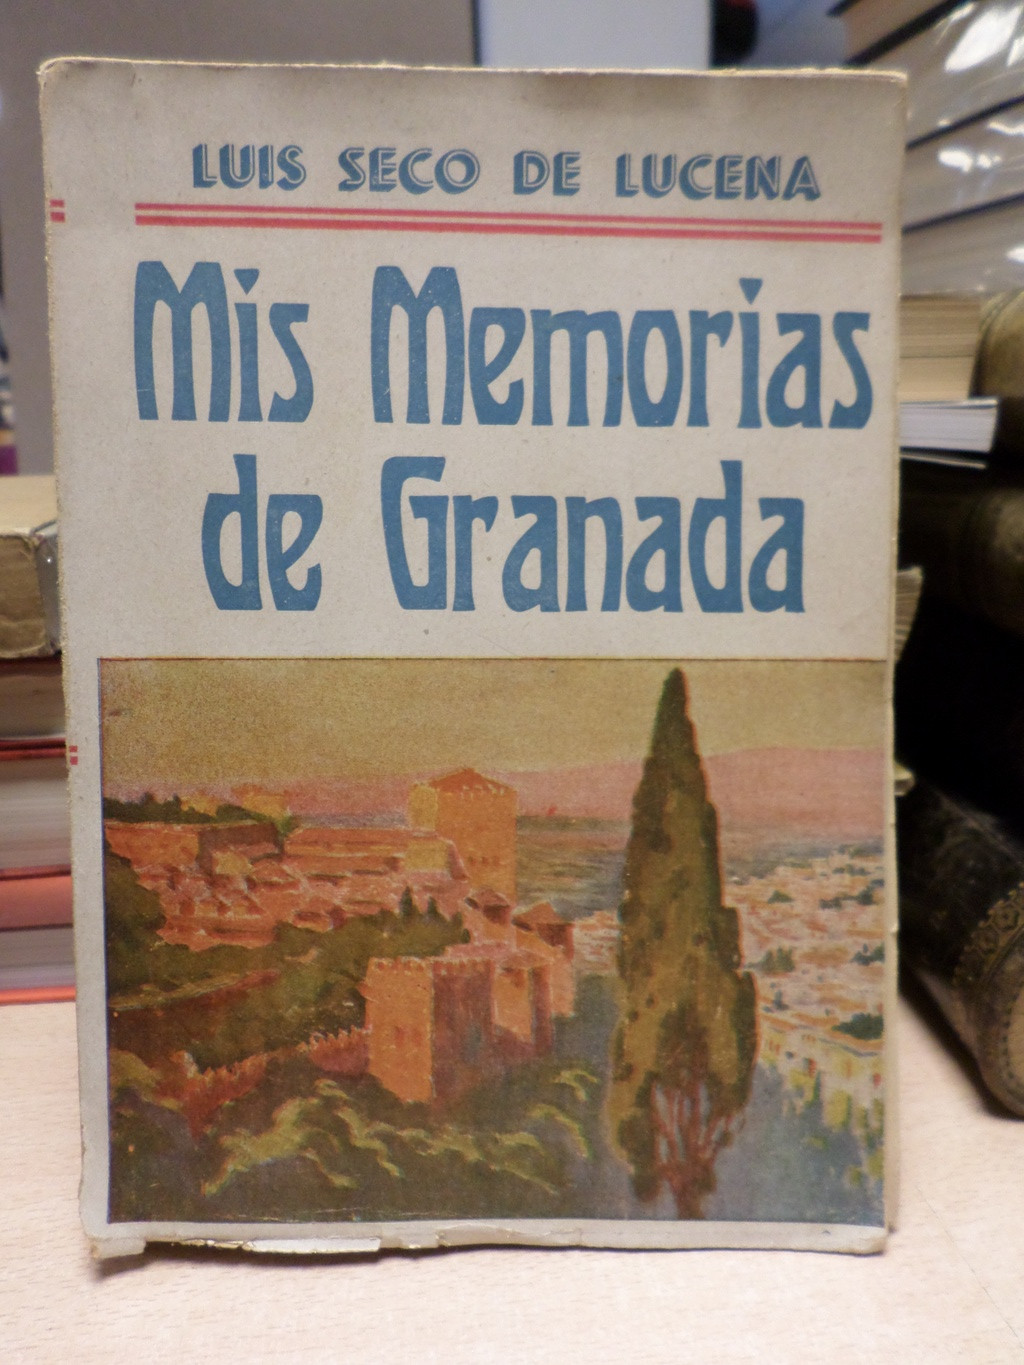 LUIS SECO DE LUCENA
Mis Memorias
de Granada